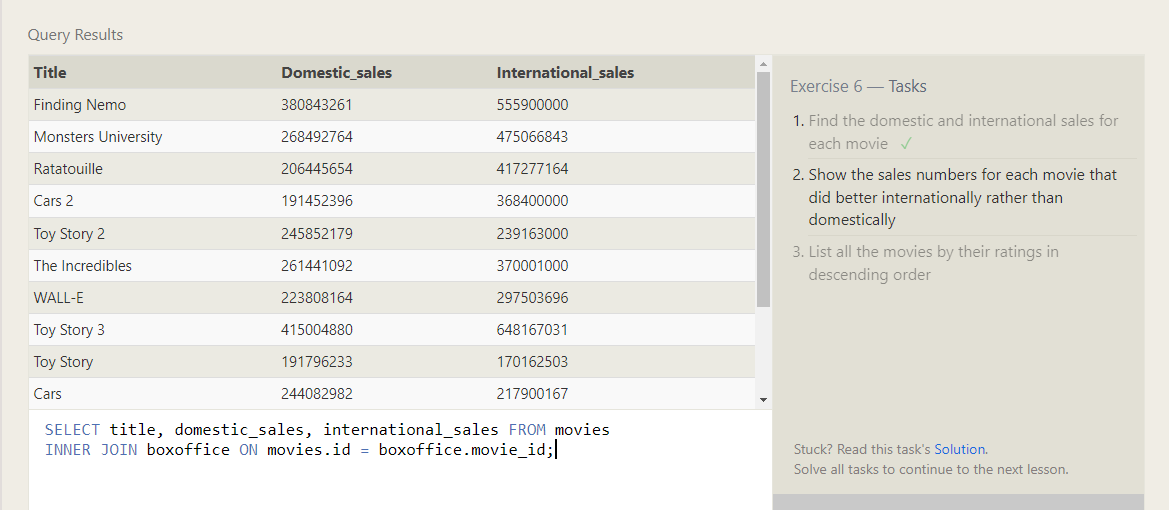 Query Results
Title Domestic_sales International_sales
Finding Nemo 380843261 555900000
Monsters University 268492764 475066843
Ratatouille 206445654 417277164
Cars 2 191452396 368400000
Toy Story 2 245852179 239163000
The Incredibles 261441092 370001000
WALL-E 223808164 297503696
Toy Story 3 415004880 648167031
Toy Story 191796233 170162503
Cars 244082982 217900167
SELECT title, domestic_sales, international_sales FROM movies
INNER JOIN boxoffice ON movies.id = boxoffice.movie_id;
Exercise 6 — Tasks
1. Find the domestic and international sales for
each movie ✓
2. Show the sales numbers for each movie that
did better internationally rather than
domestically
3. List all the movies by their ratings in
descending order
Stuck? Read this task's Solution.
Solve all tasks to continue to the next lesson.